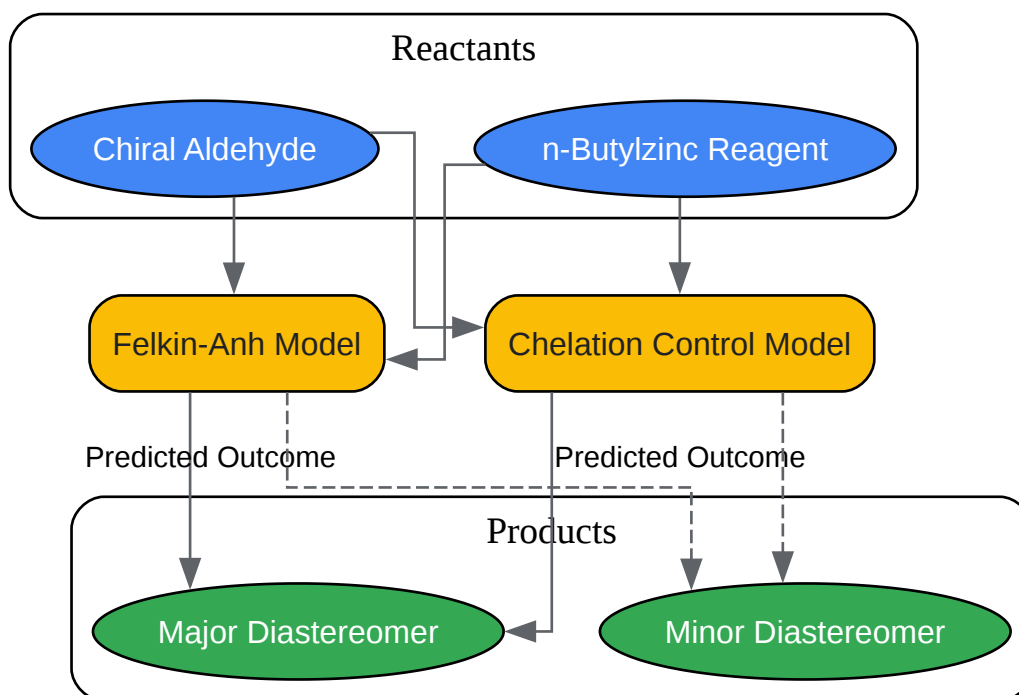 Reactants
Chiral Aldehyde
n-Butylzinc Reagent
Felkin-Anh Model
Chelation Control Model
Predicted Outcome
Predicted Outcome
Products
Major Diastereomer
Minor Diastereomer